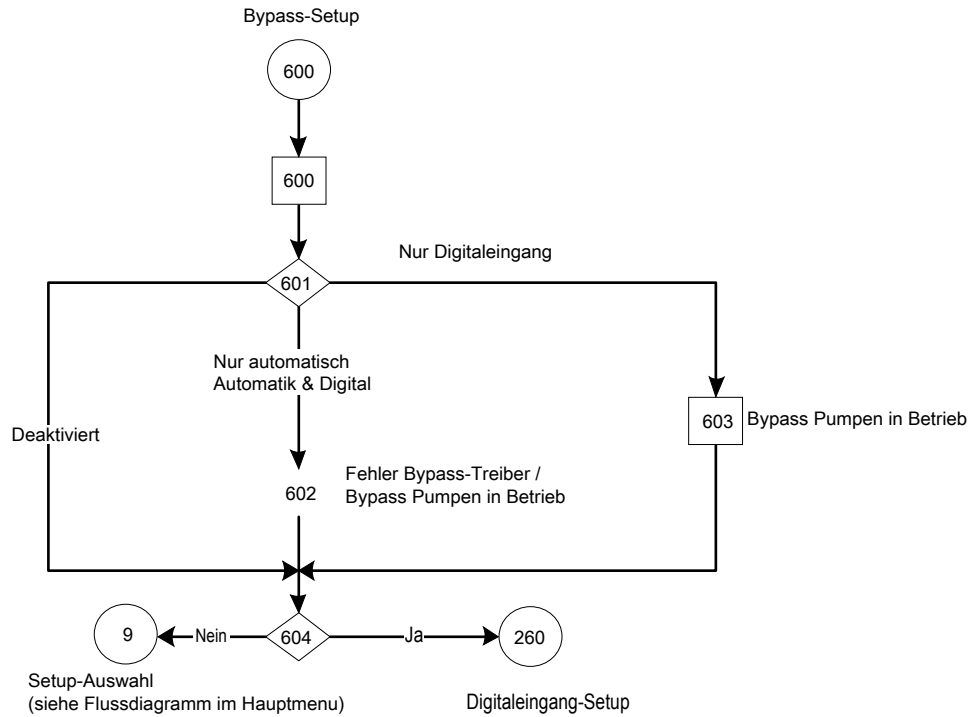 Bypass-Setup
600
600
Nur Digitaleingang
601
Nur automatisch
Automatik & Digital
Deaktiviert
603
Bypass Pumpen in Betrieb
602
Fehler Bypass-Treiber /
Bypass Pumpen in Betrieb
9
Nein
604
Ja
260
Setup-Auswahl
(siehe Flussdiagramm im Hauptmenu)
Digitaleingang-Setup